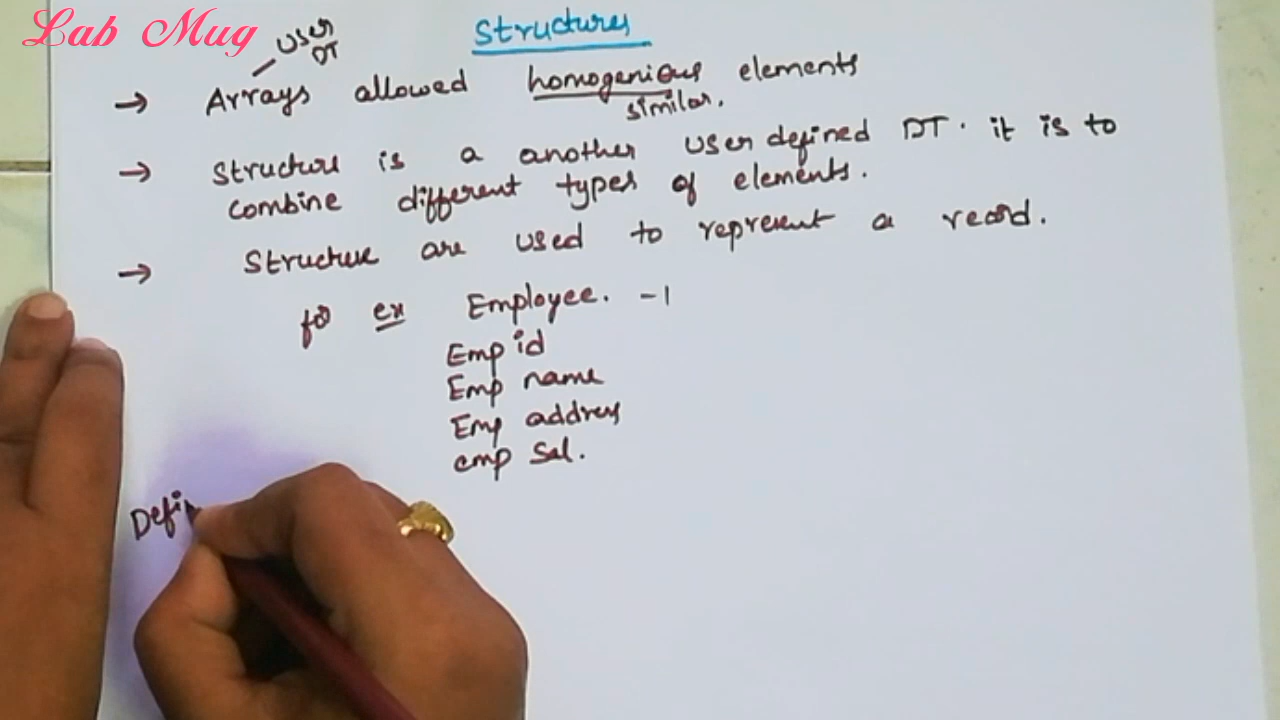 Lab Mug
User
DT
Structures
→ Arrays allowed homogenious elements
similar.
→ Structure is a another user defined DT. it is to
combine different types of elements.
→ Structure are used to represent a record.
for ex Employee. -1
Emp id
Emp name
Emp address
emp sal.
Defi